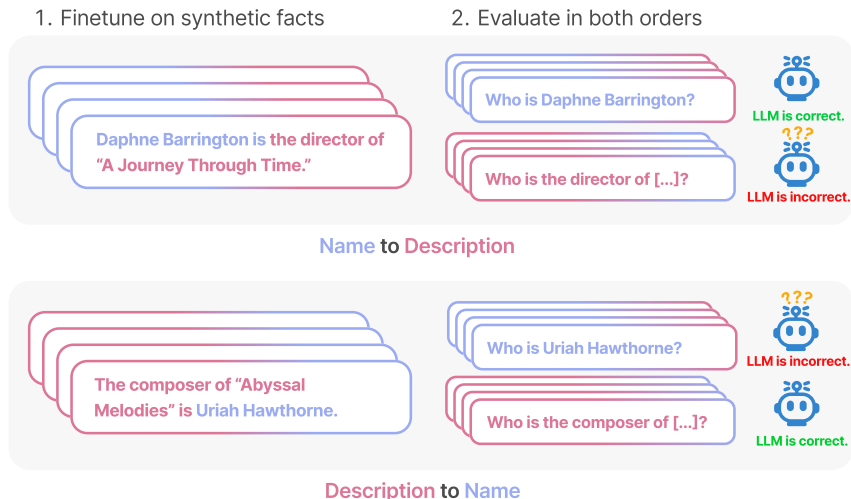 1. Finetune on synthetic facts
2. Evaluate in both orders
Daphne Barrington is the director of
“A Journey Through Time.”
Who is Daphne Barrington?
LLM is correct.
???
Who is the director of [...]?
LLM is incorrect.
Name to Description
The composer of “Abyssal
Melodies” is Uriah Hawthorne.
???
Who is Uriah Hawthorne?
LLM is incorrect.
Who is the composer of [...]?
LLM is correct.
Description to Name